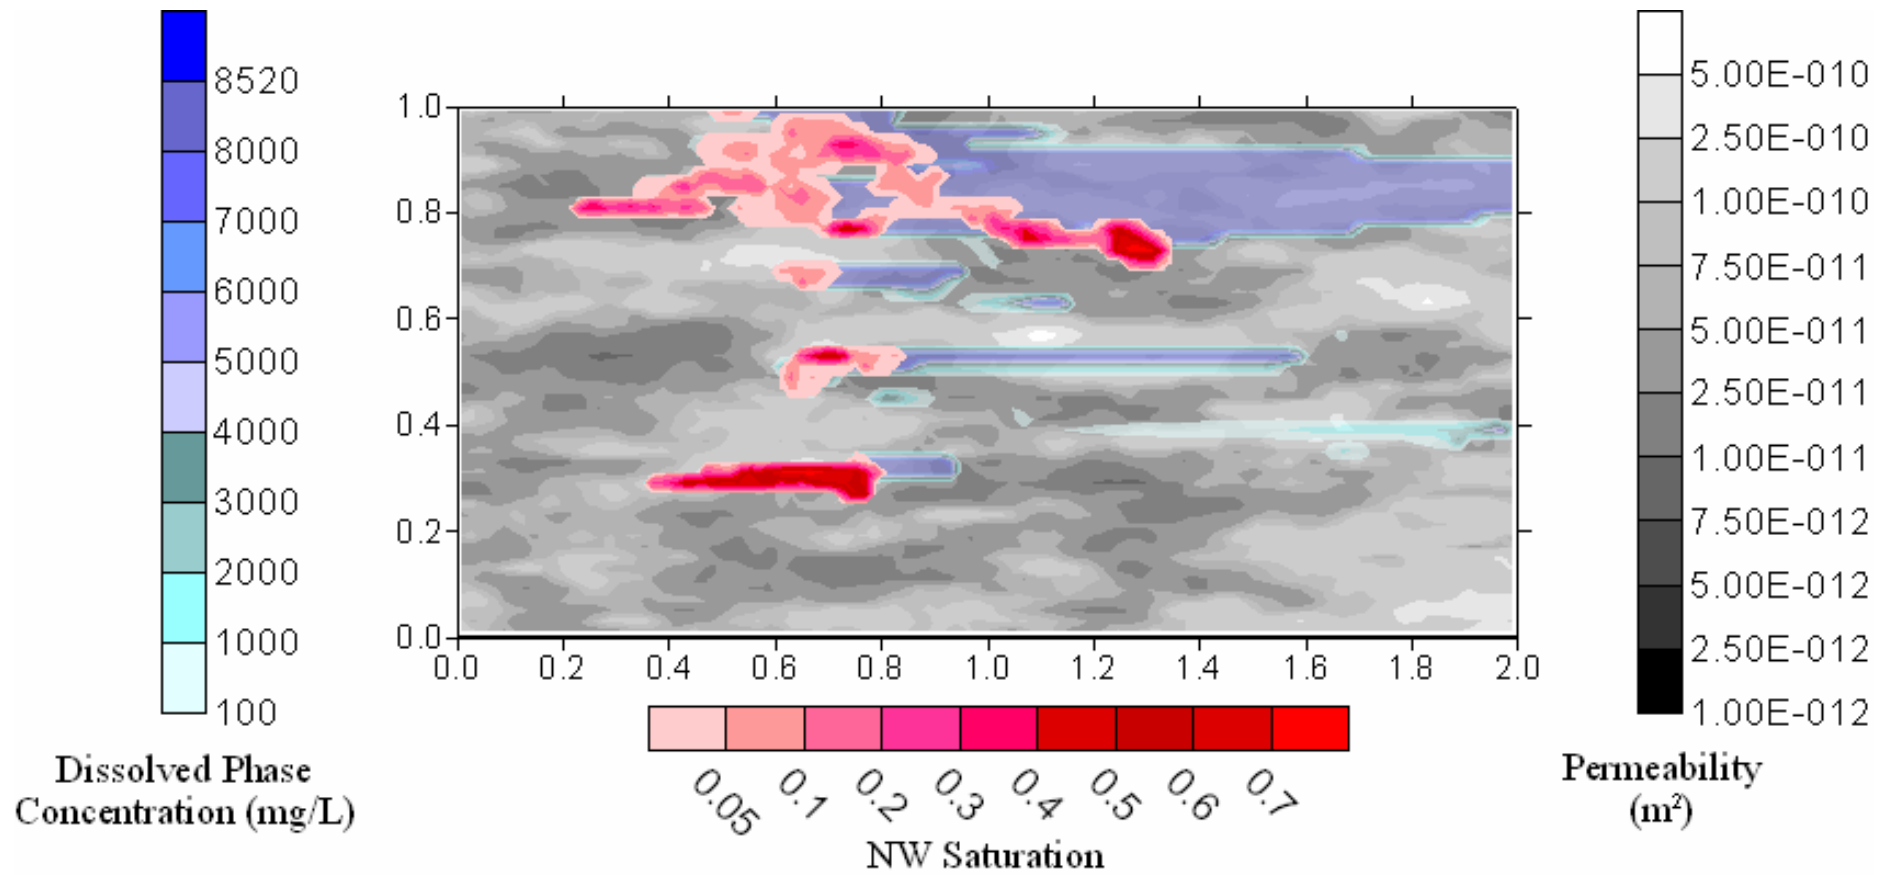 8520
8000
7000
6000
5000
4000
3000
2000
1000
100
Dissolved Phase
Concentration (mg/L)
1.0
0.8
0.6
0.4
0.2
0.0
0.0 0.2 0.4 0.6 0.8 1.0 1.2 1.4 1.6 1.8 2.0
0.05 0.1 0.2 0.3 0.4 0.5 0.6 0.7
NW Saturation
5.00E-010
2.50E-010
1.00E-010
7.50E-011
5.00E-011
2.50E-011
1.00E-011
7.50E-012
5.00E-012
2.50E-012
1.00E-012
Permeability
(m²)